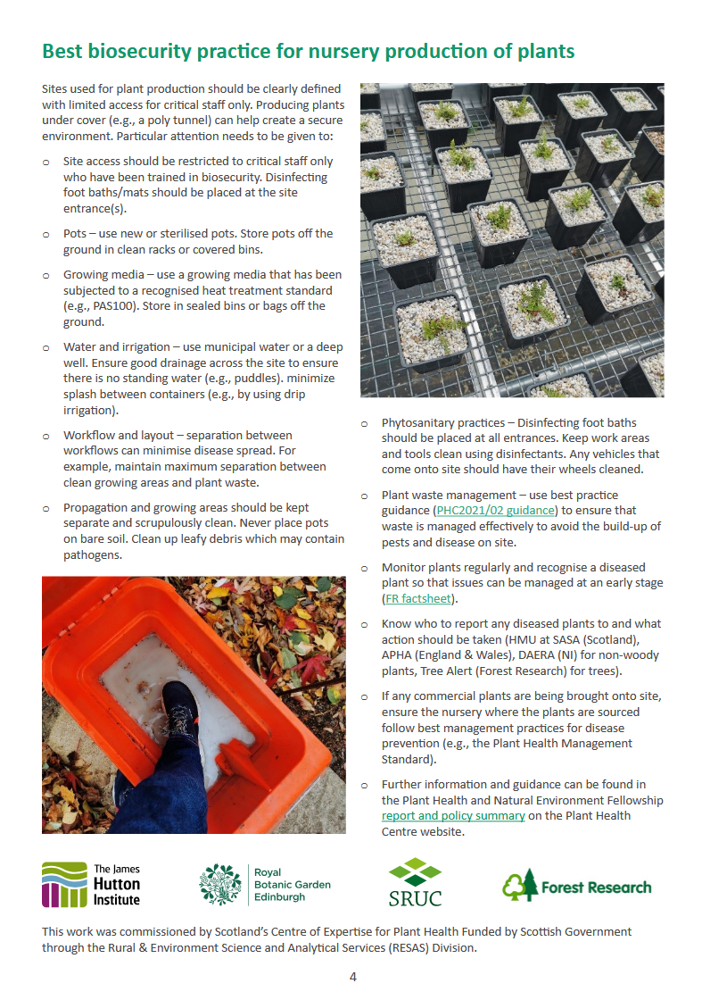 Best biosecurity practice for nursery production of plants
Sites used for plant production should be clearly defined
with limited access for critical staff only. Producing plants
under cover (e.g., a poly tunnel) can help create a secure
environment. Particular attention needs to be given to:
o Site access should be restricted to critical staff only
who have been trained in biosecurity. Disinfecting
foot baths/mats should be placed at the site
entrance(s).
o Pots – use new or sterilised pots. Store pots off the
ground in clean racks or covered bins.
o Growing media – use a growing media that has been
subjected to a recognised heat treatment standard
(e.g., PAS100). Store in sealed bins or bags off the
ground.
o Water and irrigation – use municipal water or a deep
well. Ensure good drainage across the site to ensure
there is no standing water (e.g., puddles). minimize
splash between containers (e.g., by using drip
irrigation).
o Workflow and layout – separation between
workflows can minimise disease spread. For
example, maintain maximum separation between
clean growing areas and plant waste.
o Propagation and growing areas should be kept
separate and scrupulously clean. Never place pots
on bare soil. Clean up leafy debris which may contain
pathogens.
o Phytosanitary practices – Disinfecting foot baths
should be placed at all entrances. Keep work areas
and tools clean using disinfectants. Any vehicles that
come onto site should have their wheels cleaned.
o Plant waste management – use best practice
guidance (PHC2021/02 guidance) to ensure that
waste is managed effectively to avoid the build-up of
pests and disease on site.
o Monitor plants regularly and recognise a diseased
plant so that issues can be managed at an early stage
(FR factsheet).
o Know who to report any diseased plants to and what
action should be taken (HMU at SASA (Scotland),
APHA (England & Wales), DAERA (NI) for non-woody
plants, Tree Alert (Forest Research) for trees).
o If any commercial plants are being brought onto site,
ensure the nursery where the plants are sourced
follow best management practices for disease
prevention (e.g., the Plant Health Management
Standard).
o Further information and guidance can be found in
the Plant Health and Natural Environment Fellowship
report and policy summary on the Plant Health
Centre website.
The James
Hutton
Institute
Royal
Botanic Garden
Edinburgh
SRUC
Forest Research
This work was commissioned by Scotland's Centre of Expertise for Plant Health Funded by Scottish Government
through the Rural & Environment Science and Analytical Services (RESAS) Division.
4